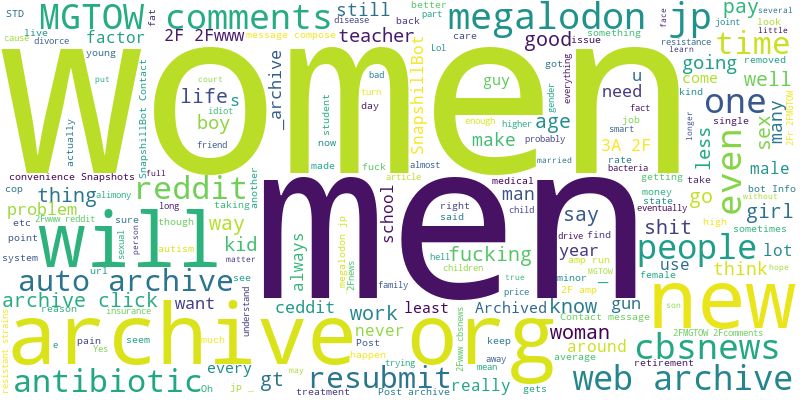 STD
cause
live
divorce
disease
young
MGTOW
factor
fat
comments
2F 2Fwww
message compose
still
teacher
back
several
better
part
megalodon jp
pay
time
face
joint
look
resistance
learn
little
something
issue
care
Lol
good
got
everything
going
come
well
removed
kind
Women
SnapshillBot Contact
acttually
put
convenience Snapshots
cop
alimony
full
life
s
boy
idiot
friend
court
_archive
bad
turn
day
student
now
made
fuck
SnapshillBot
guy
make
enough
higher
almost
article
age
gender
smart
probably
married
u
need
fact
job
3A 2F
rate
bacteria
getting
one
many
less
sex
single
longer
2Fr 2FMGTOW
even
male
men
thing
problem
2Fwww reddit
etc
point
system
reddit
long
taking
another
though
sure
sexual
person
way
kid
autism
school
always
megalodon jp
2Fnews
right
said
hell
children
family
medical
man
child
fucking
say
year
true
price
drive
find
amp run
minor
MGTOW
_
take
money
state
eventually
go
shit
girl
bot Info
without
sometimes
high
people
lot
will
auto archive
url
matter
see
archive click
reason
insurance
want
understand
ceddit
least
Archived
know
gun
2F amp
use
female
think
hope
new
archive org
resistant strains
e
pain
Yes
seem
much
work
never
Post
happen
trying
keep
away
mean
2Fwww cbsnews
Contact message
woman
around
average
son
2FMGTOW 2Fcomments
cbsnews
retirement
antibiotic
Oh
every
jp _
gt
may
treatment
resubmit
Post archive
really
gets
web archive